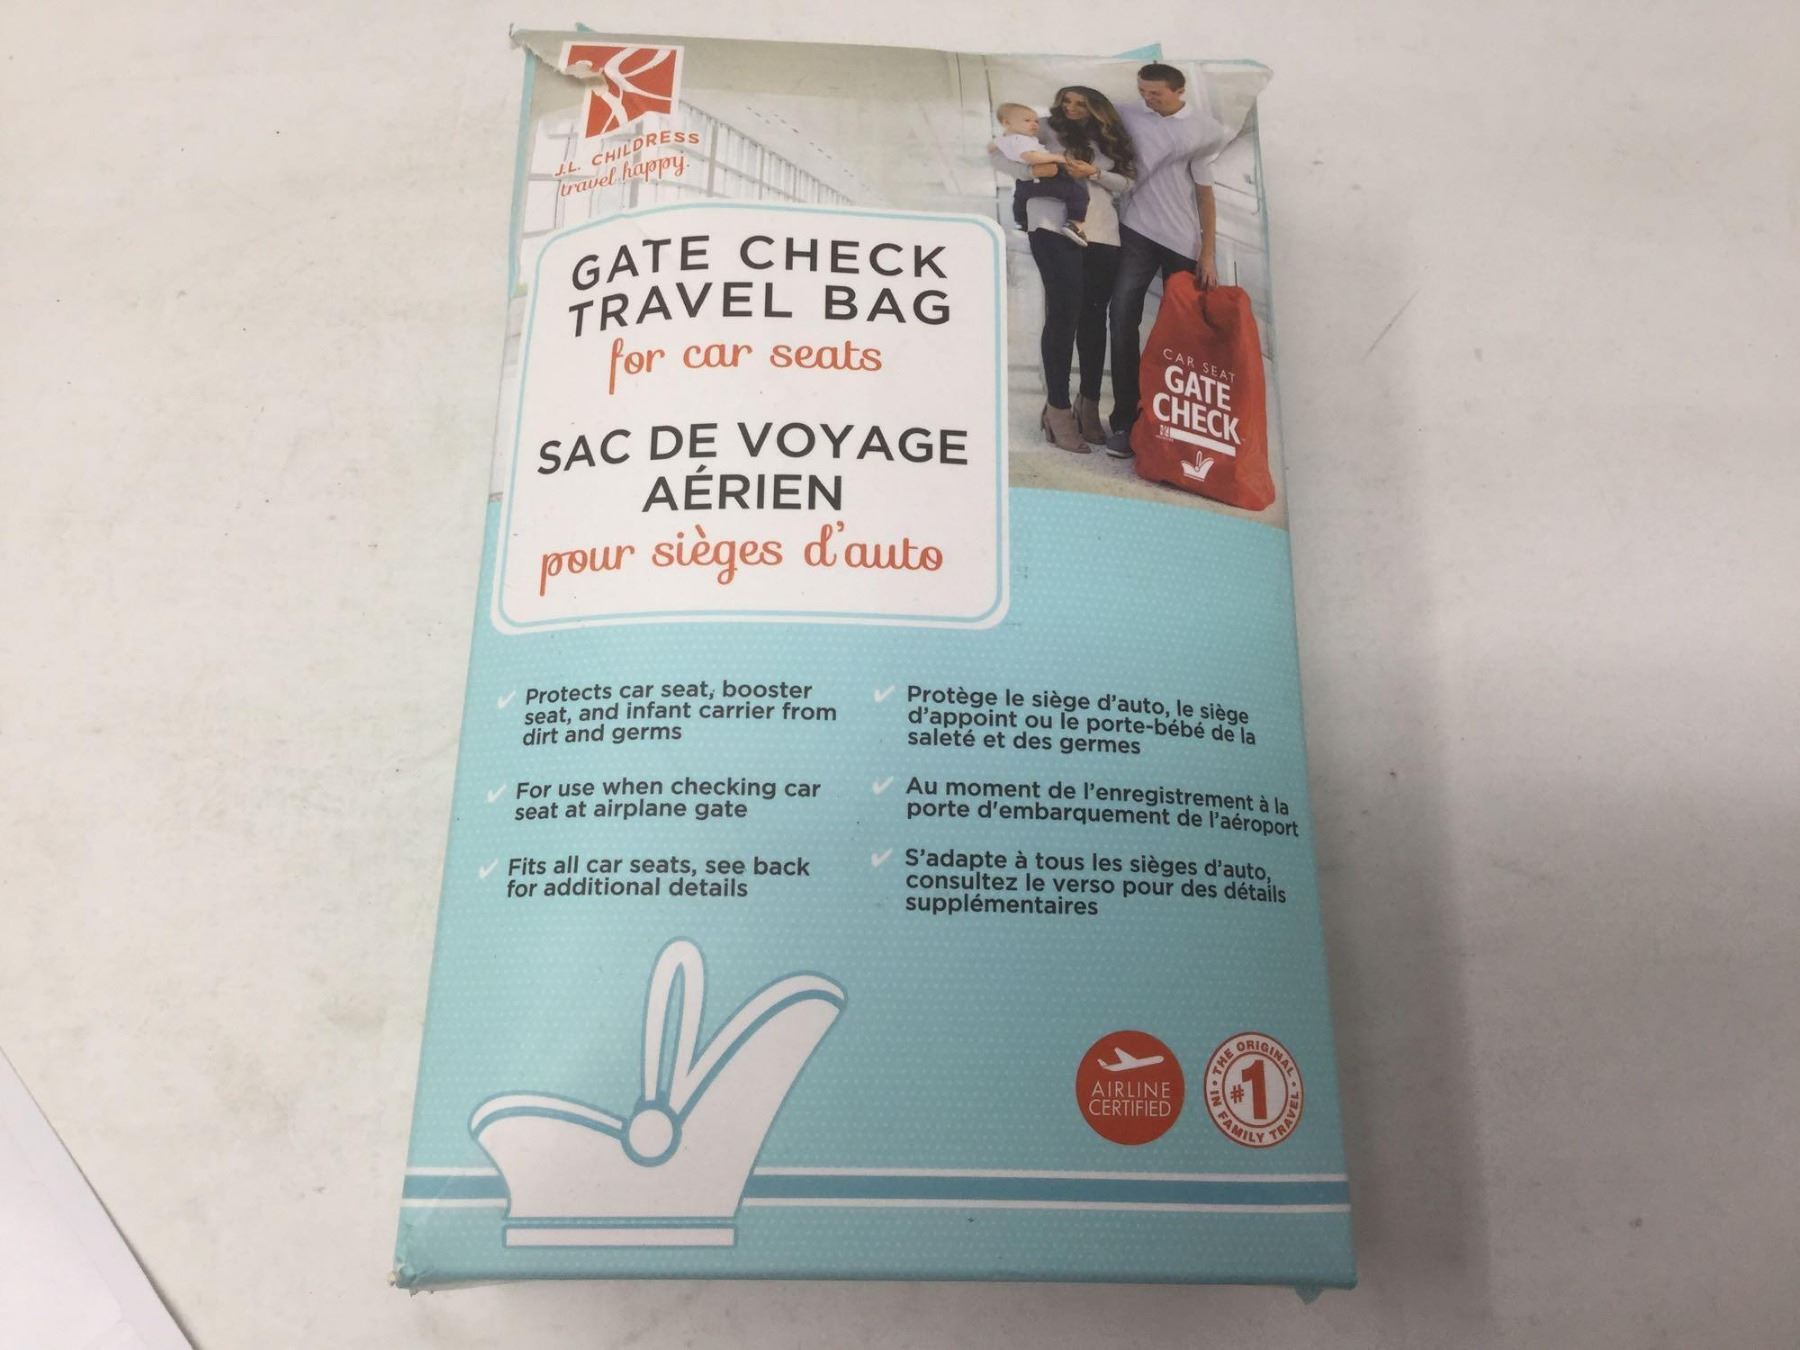 J.L. CHILDRESS
travel happy.
GATE CHECK
TRAVEL BAG
for car seats
SAC DE VOYAGE
AÉRIEN
pour sièges d'auto
CAR SEAT
GATE
CHECK
Protects car seat, booster
seat, and infant carrier from
dirt and germs
For use when checking car
seat at airplane gate
Fits all car seats, see back
for additional details
Protège le siège d'auto, le siège
d'appoint ou le porte-bébé de la
saleté et des germes
Au moment de l'enregistrement à la
porte d'embarquement de l'aéroport
S'adapte à tous les sièges d'auto,
consultez le verso pour des détails
supplémentaires
AIRLINE
CERTIFIED
THE ORIGINAL
#1
IN FAMILY TRAVEL